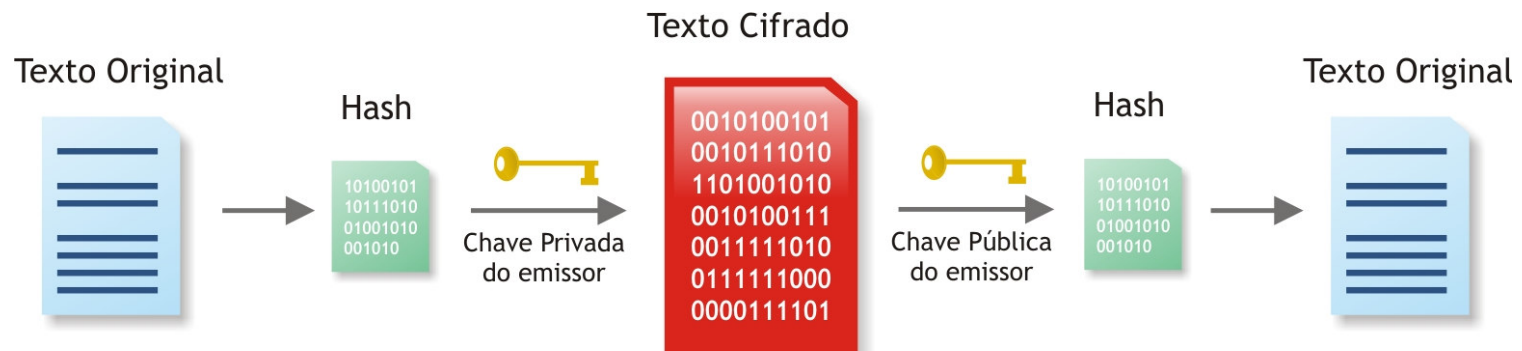 Texto Original
Hash
10100101
10111010
01001010
001010
Chave Privada
do emissor
Texto Cifrado
0010100101
0010111010
1101001010
0010100111
0011111010
0111111000
0000111101
Chave Pública
do emissor
Hash
10100101
10111010
01001010
001010
Texto Original